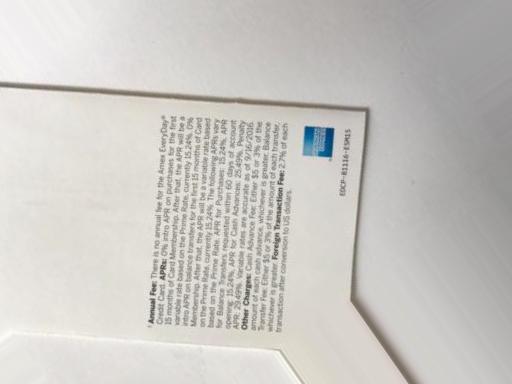 † Annual Fee: There is no annual fee for the Amex EveryDay®
Credit Card. APRs: 0% intro APR on purchases for the first
15 months of Card Membership. After that, the APR will be a
variable rate based on the Prime Rate, currently 15.24%. 0%
intro APR on balance transfers for the first 15 months of Card
Membership. After that, the APR will be a variable rate based
on the Prime Rate, currently 15.24%. The following APRs vary
based on the Prime Rate. APR for Purchases: 15.24%, APR
for Balance Transfers requested within 60 days of account
opening: 15.24%, APR for Cash Advances: 25.49%, Penalty
APR: 29.49%. Variable rates are accurate as of 9/16/2016.
Other Charges: Cash Advance Fee: Either $5 or 3% of the
amount of each cash advance, whichever is greater. Balance
Transfer Fee: Either $5 or 3% of the amount of each transfer,
whichever is greater. Foreign Transaction Fee: 2.7% of each
transaction after conversion to US dollars.
AMERICAN EXPRESS
EDCP-81116-ESM15